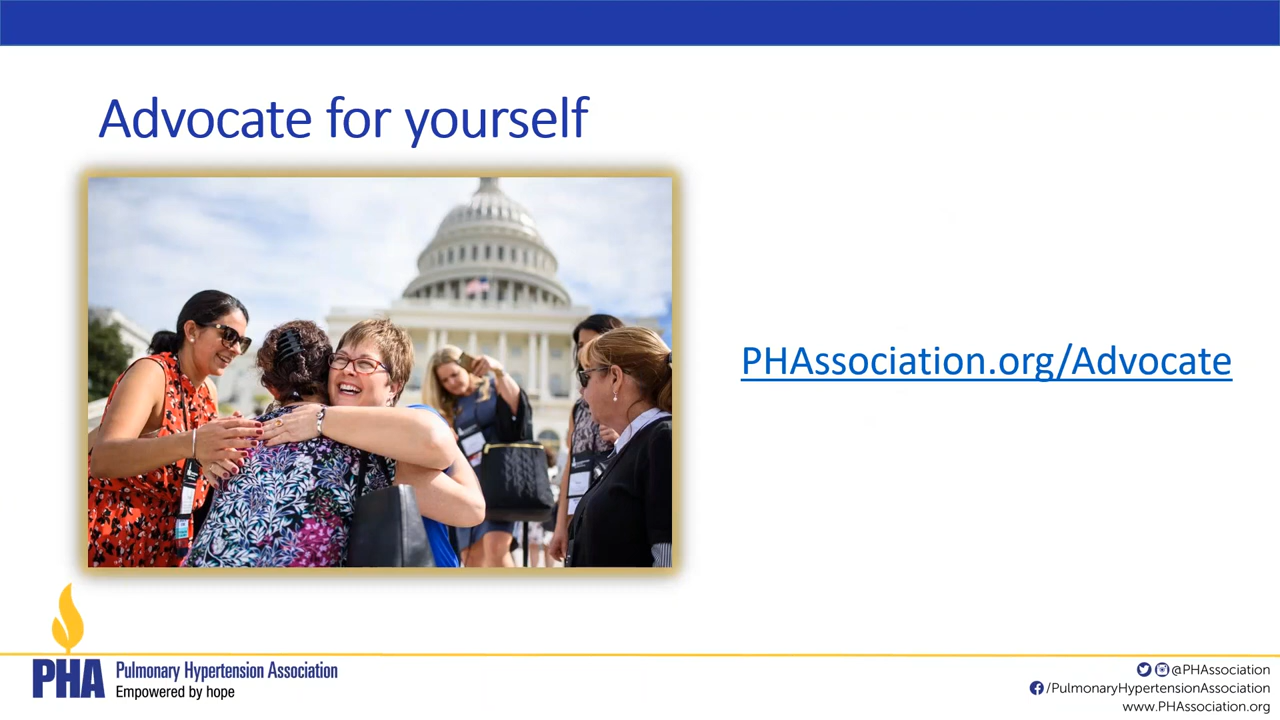 Advocate for yourself
PHAssociation.org/Advocate
PHA
Pulmonary Hypertension Association
Empowered by hope
@PHAssociation
/PulmonaryHypertensionAssociation
www.PHAssociation.org